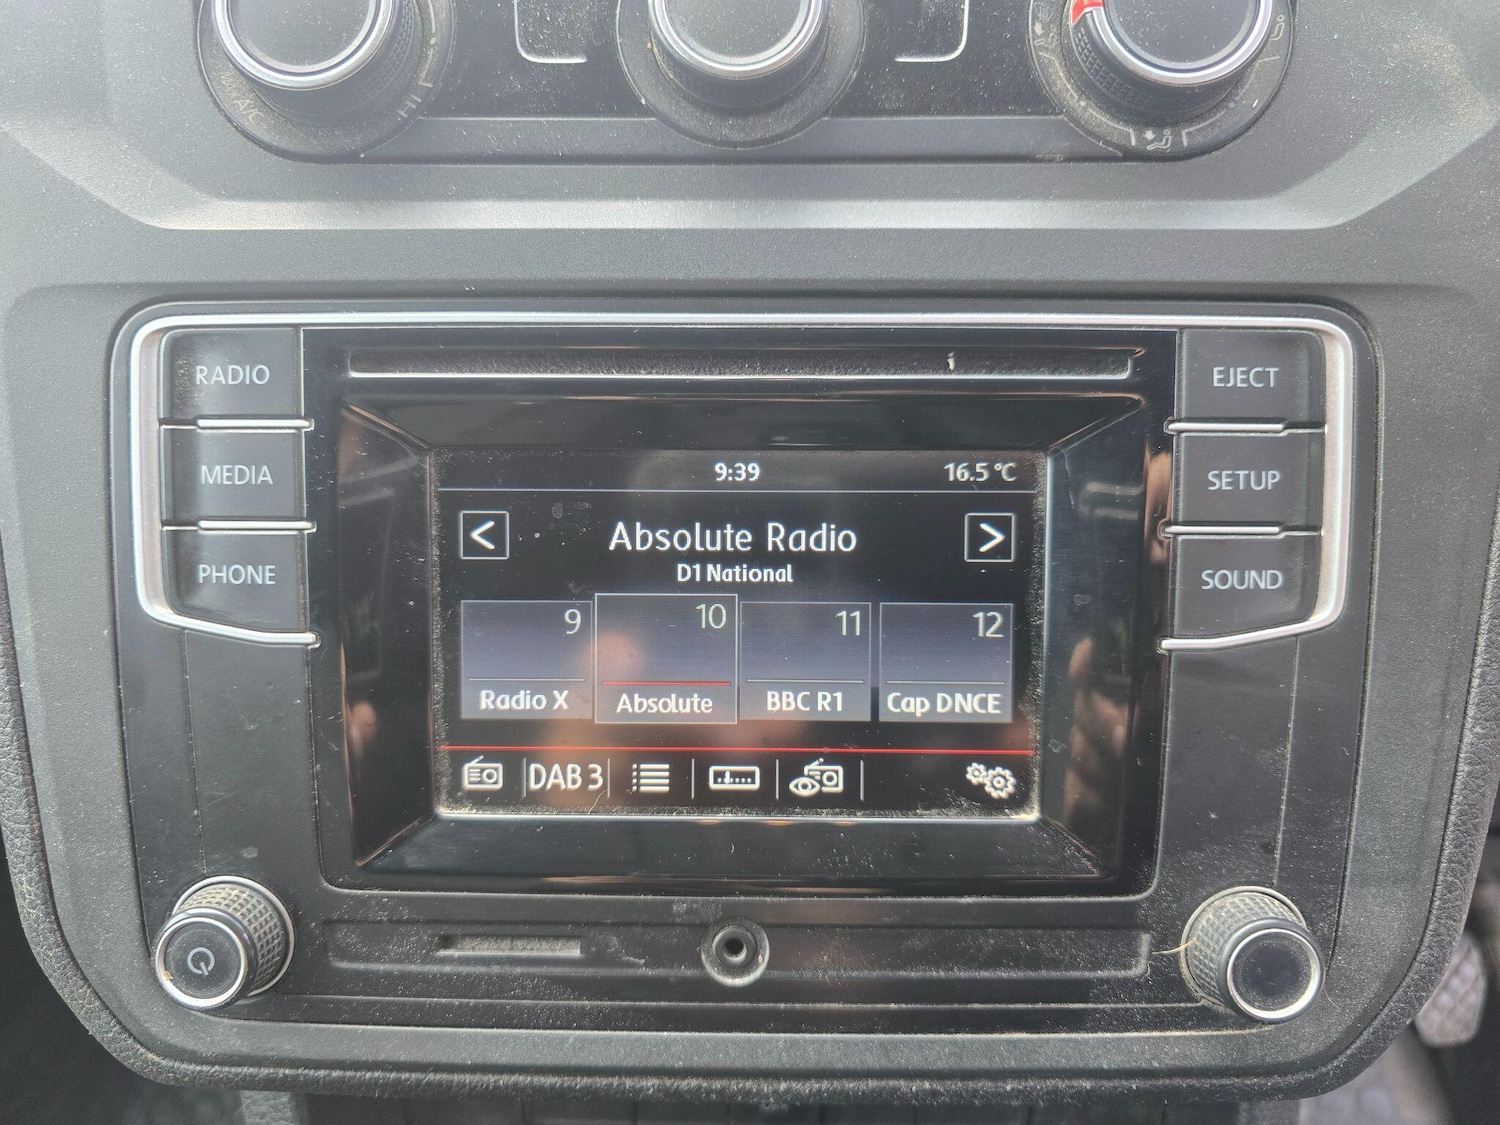 MAX A/C
RADIO
MEDIA
PHONE
EJECT
SETUP
SOUND
9:39 16.5 °C
< Absolute Radio >
D1 National
9 10 11 12
Radio X Absolute BBC R1 Cap DNCE
DAB 3